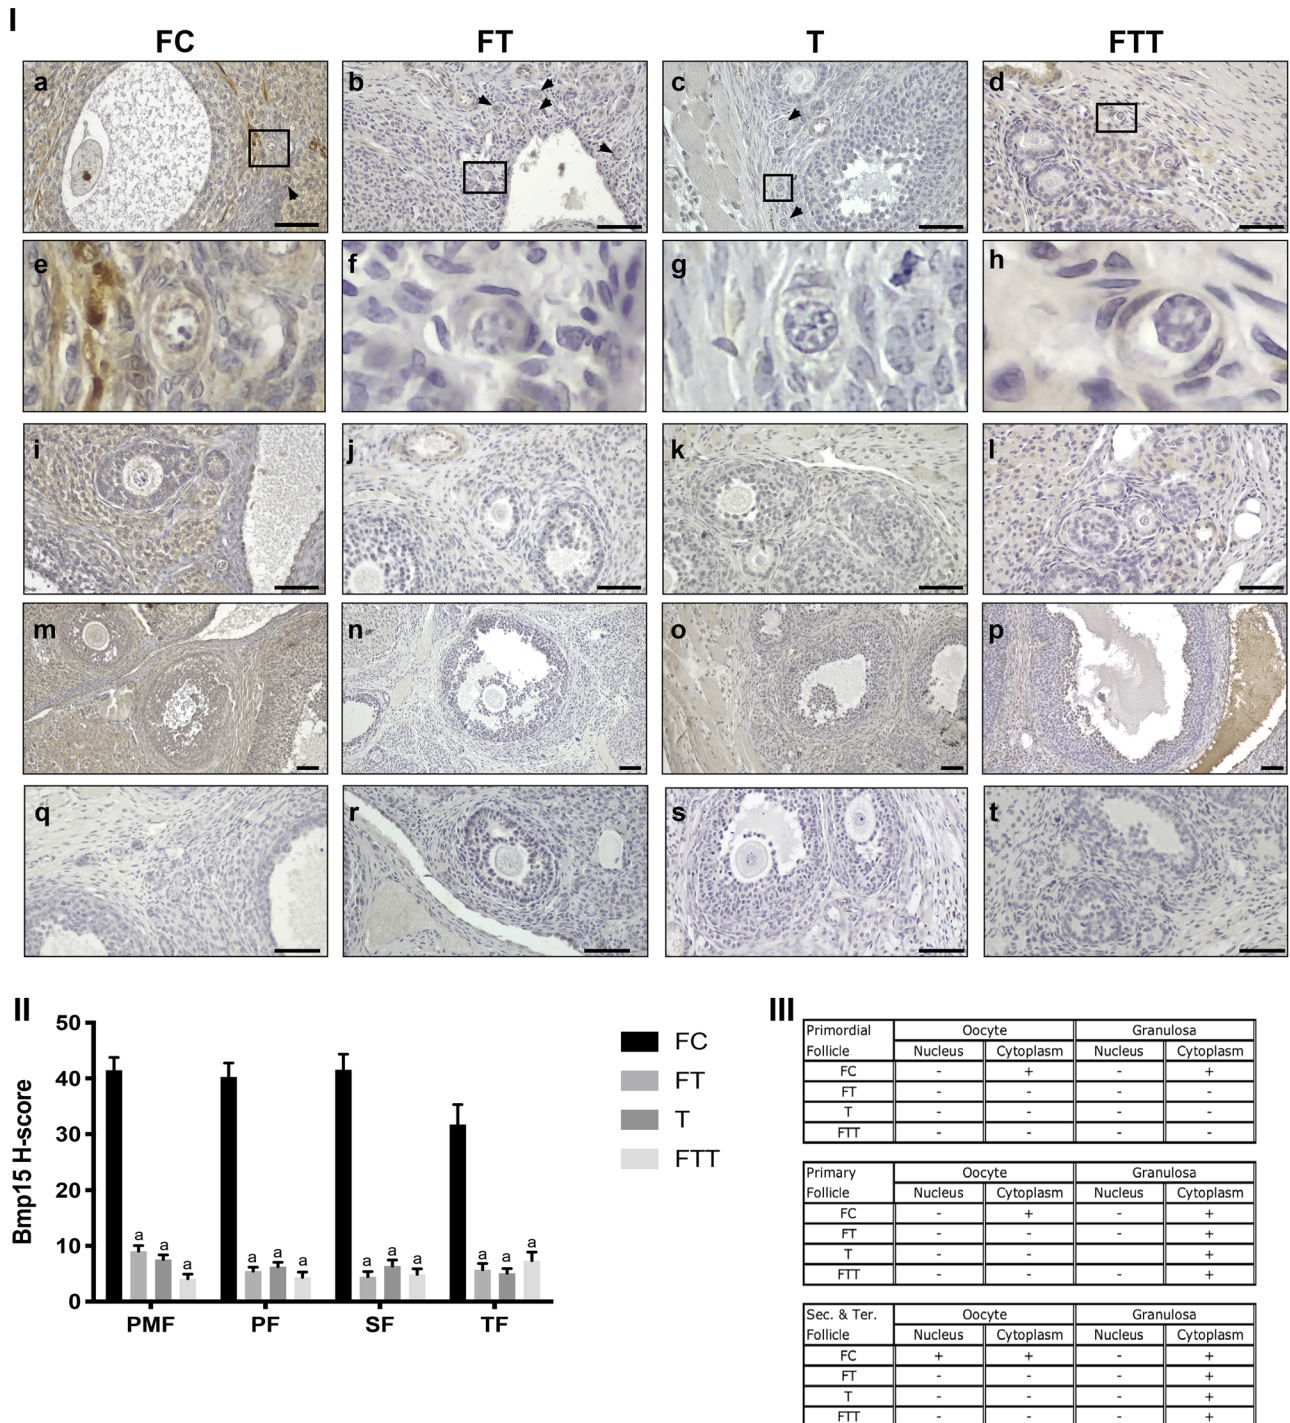 I
FC FT T FTT
a b c d
e f g h
i j k l
m n o p
q r s t
II
Bmp15 H-score
50
40
30
20
10
0
a a a a a a a a a a a a
PMF PF SF TF
FC
FT
T
FTT
III
Primordial Follicle Oocyte Granulosa
Nucleus Cytoplasm Nucleus Cytoplasm
FC - + - +
FT - - - -
T - - - -
FTT - - - -
Primary Follicle Oocyte Granulosa
Nucleus Cytoplasm Nucleus Cytoplasm
FC - + - +
FT - - - +
T - - - +
FTT - - - +
Sec. & Ter. Follicle Oocyte Granulosa
Nucleus Cytoplasm Nucleus Cytoplasm
FC + + - +
FT - - - +
T - - - +
FTT - - - +